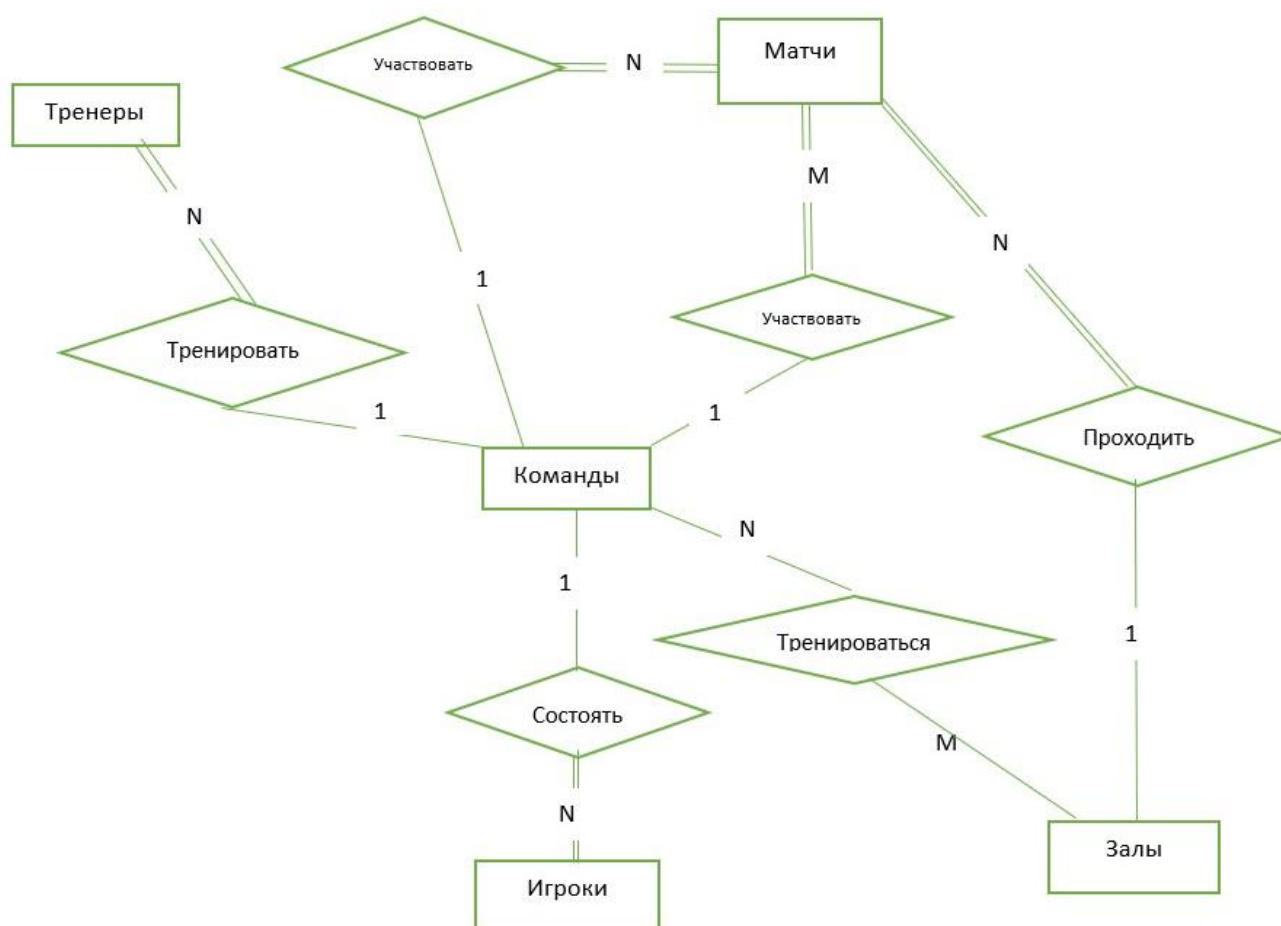 Матчи
Участвовать
N
Тренеры
M
N
N
1
Участвовать
Тренировать
1
1
Проходить
Команды
N
1
1
Тренироваться
Состоять
M
N
Залы
Игроки